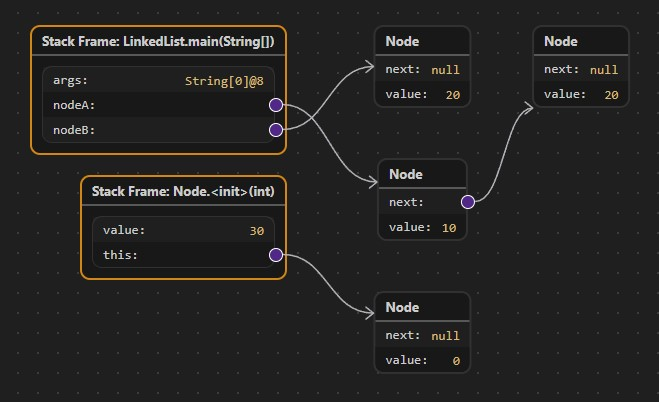 Stack Frame: LinkedList.main(String[])
args: String[0]@8
nodeA:
nodeB:
Stack Frame: Node.<init>(int)
value: 30
this:
Node
next: null
value: 20
Node
next: null
value: 20
Node
next:
value: 10
Node
next: null
value: 0